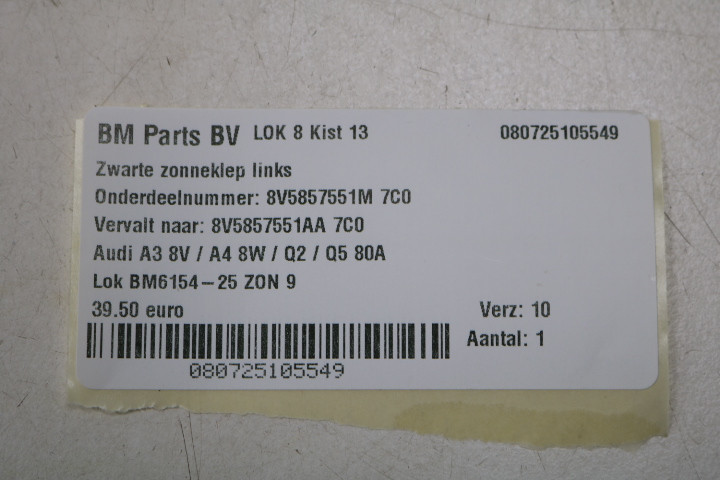 BM Parts BV LOK 8 Kist 13 080725105549
Zwarte zonneklep links
Onderdeelnummer: 8V5857551M 7C0
Vervalt naar: 8V5857551AA 7C0
Audi A3 8V / A4 8W / Q2 / Q5 80A
Lok BM6154-25 ZON 9
39.50 euro Verz: 10
Aantal: 1
080725105549